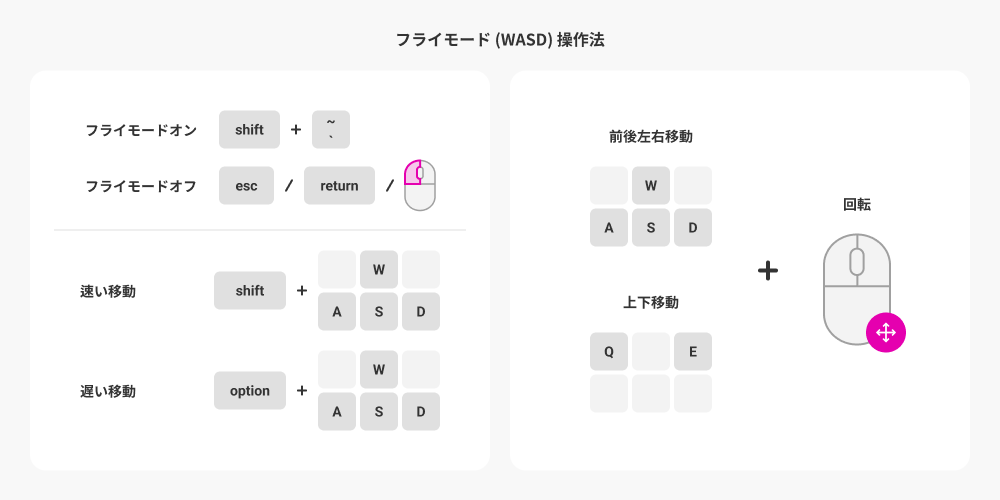 フライモード (WASD) 操作法
フライモードオン
shift + ~ `
フライモードオフ
esc / return /
速い移動
shift +
W
A S D
遅い移動
option +
W
A S D
前後左右移動
W
A S D
上下移動
Q E
+
回転